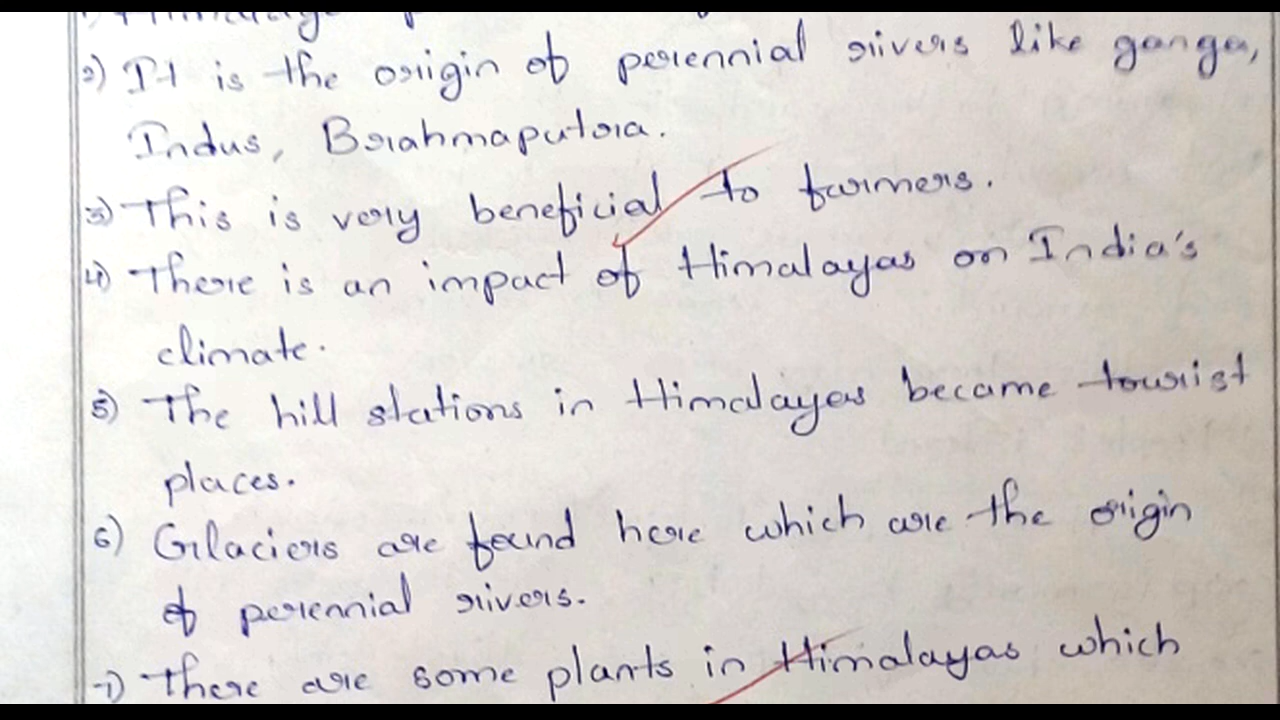 2) It is the origin of perennial rivers like ganga,
Indus, Brahmaputra.
3) This is very beneficial to farmers.
4) There is an impact of Himalayas on India's
climate.
5) The hill stations in Himalayas became tourist
places.
6) Glaciers are found here which are the origin
of perennial rivers.
7) There are some plants in Himalayas which